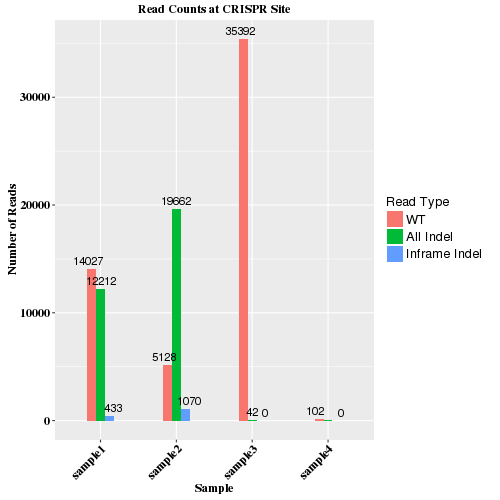 Read Counts at CRISPR Site
35392
30000
20000
10000
0
Number of Reads
14027
12212
433
5128
19662
1070
42
0
102
0
sample1
sample2
sample3
sample4
Sample
Read Type
WT
All Indel
Inframe Indel